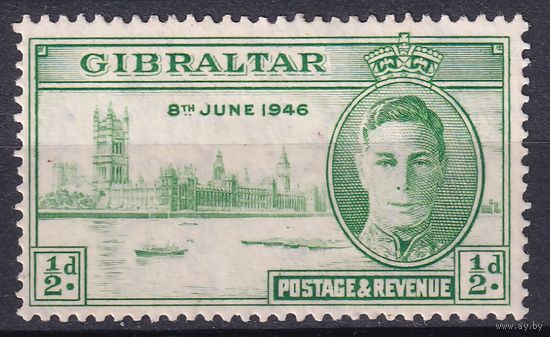 GIBRALTAR
8TH JUNE 1946
1/2d.
POSTAGE & REVENUE
1/2d.
www.ay.by